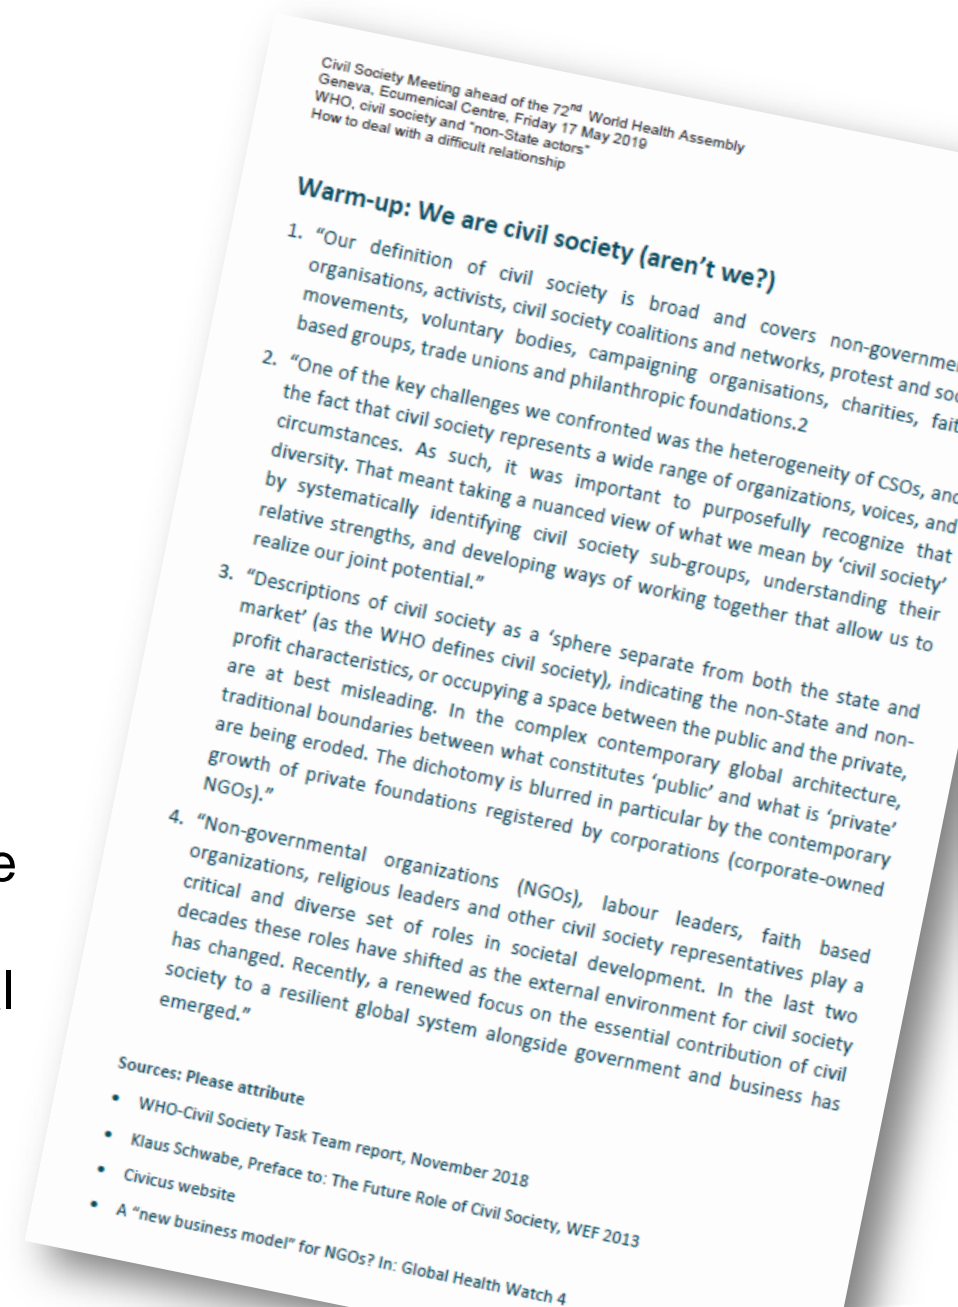 Civil Society Meeting ahead of the 72nd World Health Assembly
Geneva, Ecumenical Centre, Friday 17 May 2019
WHO, civil society and "non-State actors"
How to deal with a difficult relationship
Warm-up: We are civil society (aren't we?)
1. "Our definition of civil society is broad and covers non-governme
organisations, activists, civil society coalitions and networks, protest and soc
movements, voluntary bodies, campaigning organisations, charities, fait
based groups, trade unions and philanthropic foundations.2
2. "One of the key challenges we confronted was the heterogeneity of CSOs, and
the fact that civil society represents a wide range of organizations, voices, and
circumstances. As such, it was important to purposefully recognize that
diversity. That meant taking a nuanced view of what we mean by 'civil society'
by systematically identifying civil society sub-groups, understanding their
relative strengths, and developing ways of working together that allow us to
realize our joint potential."
3. "Descriptions of civil society as a 'sphere separate from both the state and
market' (as the WHO defines civil society), indicating the non-State and non-
profit characteristics, or occupying a space between the public and the private,
are at best misleading. In the complex contemporary global architecture,
traditional boundaries between what constitutes 'public' and what is 'private'
are being eroded. The dichotomy is blurred in particular by the contemporary
growth of private foundations registered by corporations (corporate-owned
NGOs)."
4. "Non-governmental organizations (NGOs), labour leaders, faith based
organizations, religious leaders and other civil society representatives play a
critical and diverse set of roles in societal development. In the last two
decades these roles have shifted as the external environment for civil society
has changed. Recently, a renewed focus on the essential contribution of civil
society to a resilient global system alongside government and business has
emerged."
Sources: Please attribute
• WHO-Civil Society Task Team report, November 2018
• Klaus Schwabe, Preface to: The Future Role of Civil Society, WEF 2013
• Civicus website
• A "new business model" for NGOs? In: Global Health Watch 4
e
l